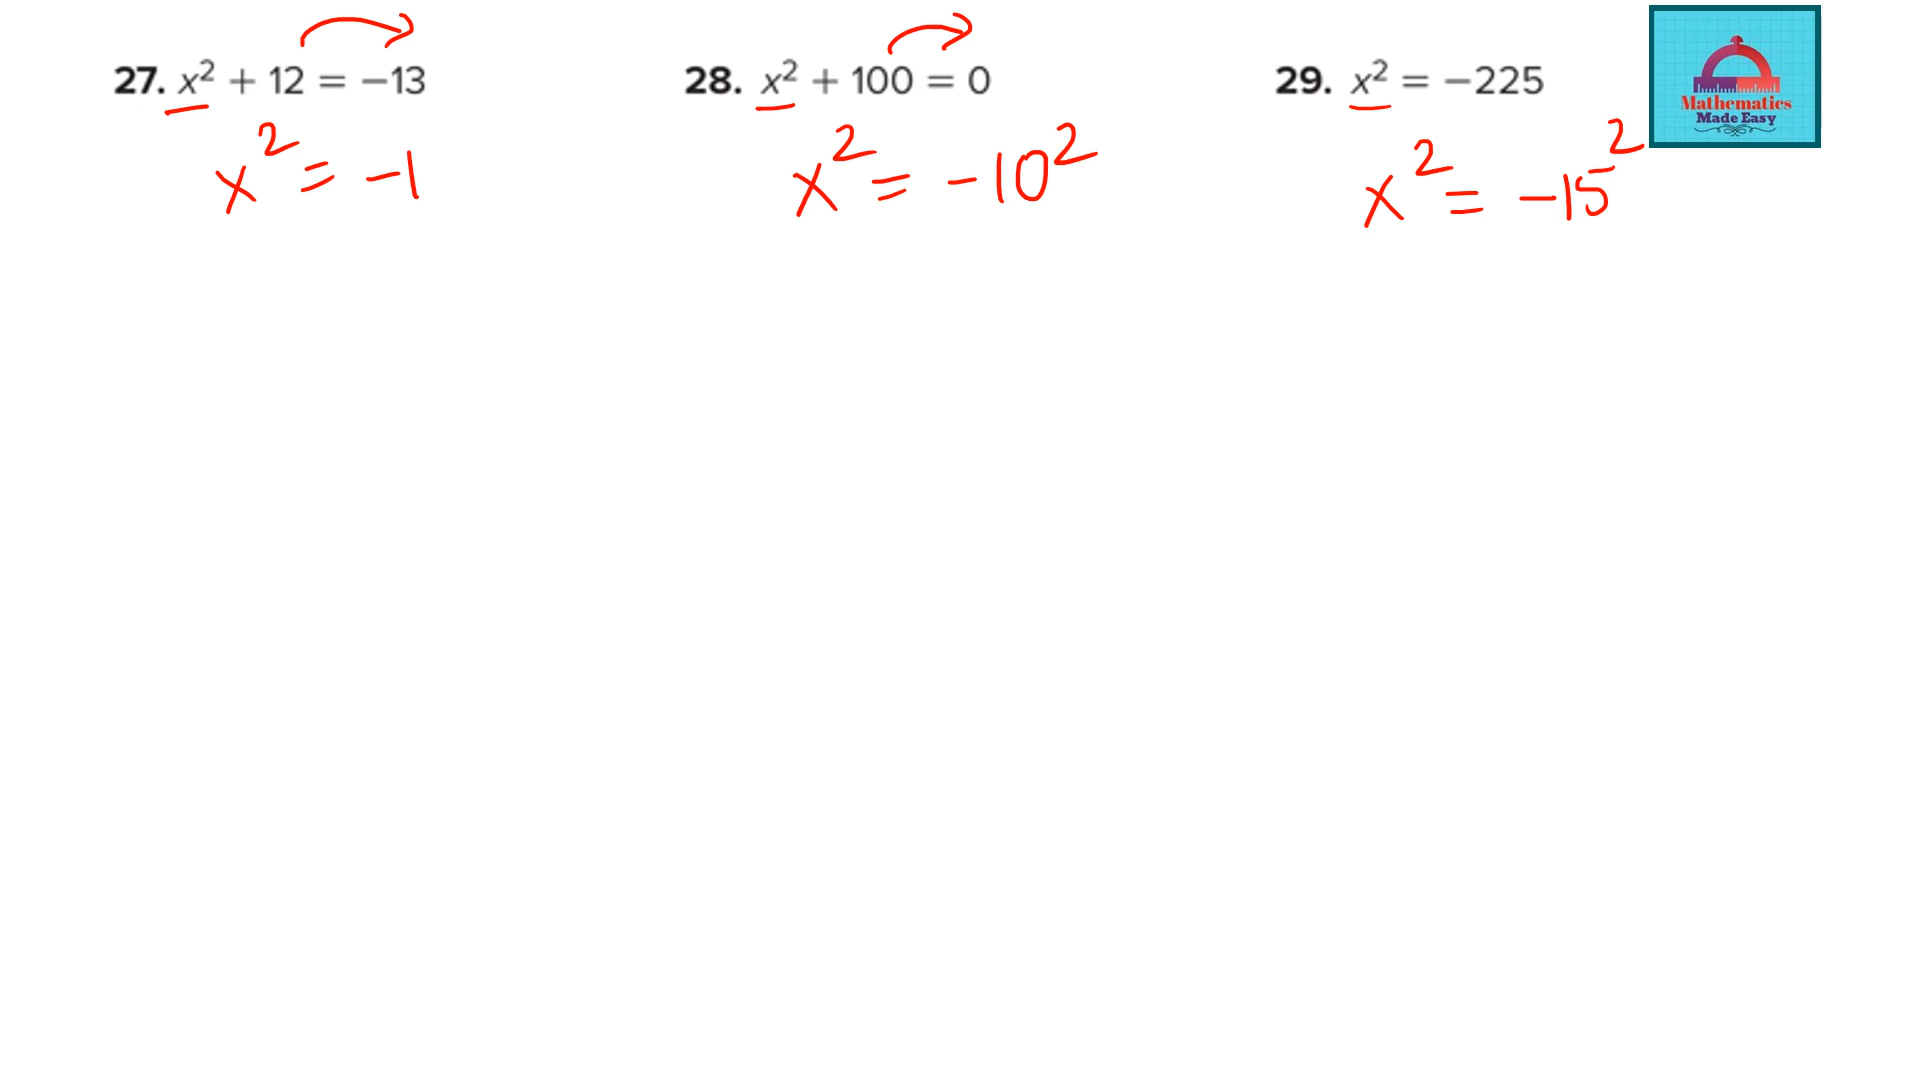 27. x² + 12 = −13
28. x² + 100 = 0
29. x² = −225
Mathematics
Made Easy
x² = −1
x² = −10²
x² = −15²